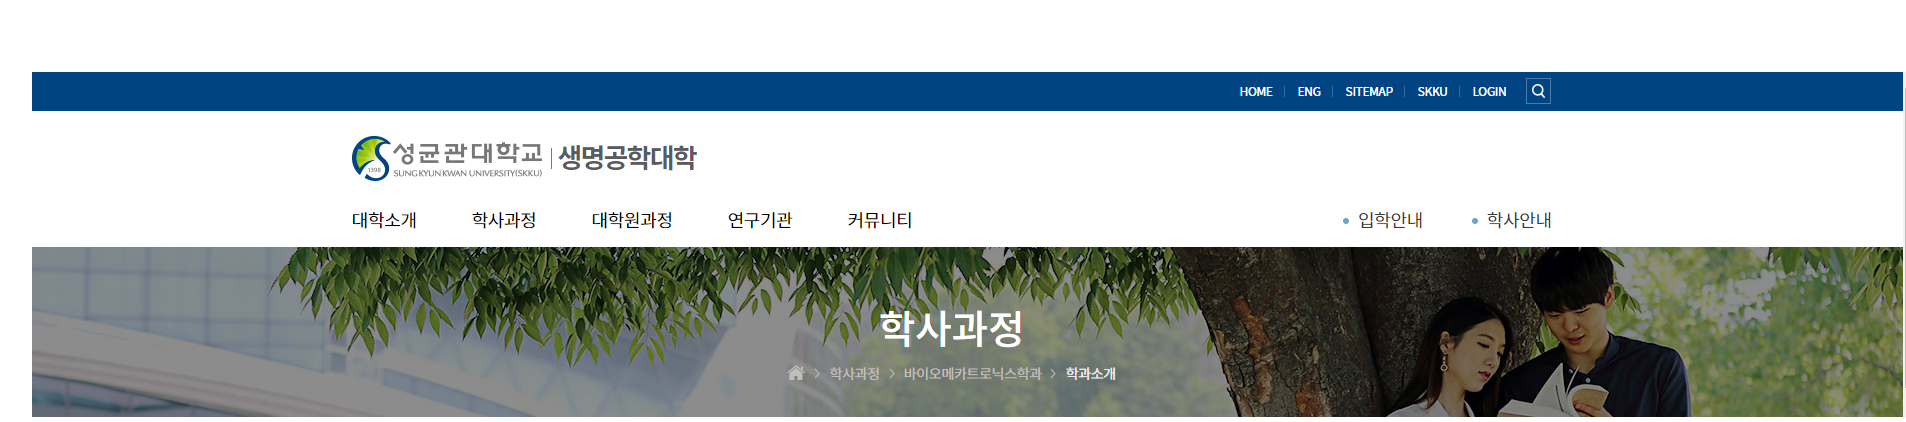 HOME ENG SITEMAP SKKU LOGIN
성균관대학교 생명공학대학
1398 SUNG KYUN KWAN UNIVERSITY(SKKU)
대학소개 학사과정 대학원과정 연구기관 커뮤니티 입학안내 학사안내
학사과정
학사과정 바이오메카트로닉스학과 학과소개